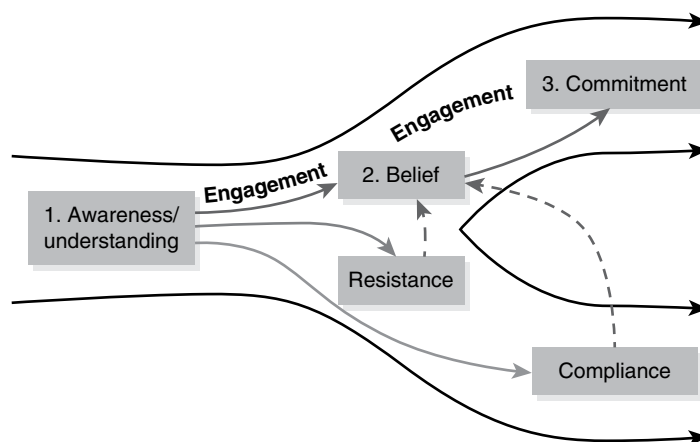 3. Commitment
Engagement
Engagement
2. Belief
1. Awareness/
understanding
Resistance
Compliance